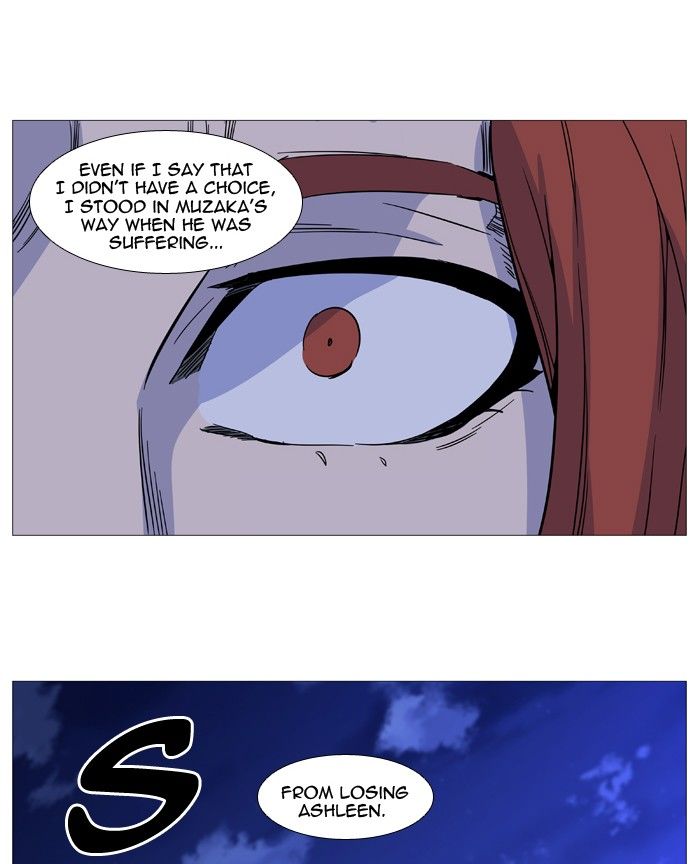 EVEN IF I SAY THAT
I DIDN'T HAVE A CHOICE,
I STOOD IN MUZAKA'S
WAY WHEN HE WAS
SUFFERING...
S
FROM LOSING
ASHLEEN.